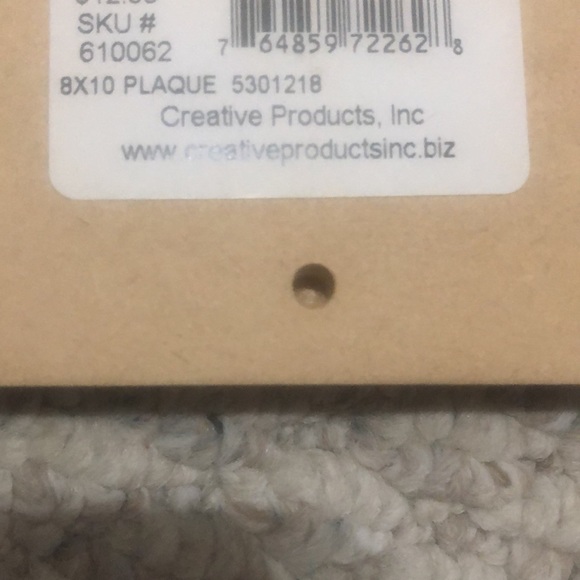 SKU #
610062
7 64859 72262 8
8X10 PLAQUE 5301218
Creative Products, Inc
www.creativeproductsinc.biz